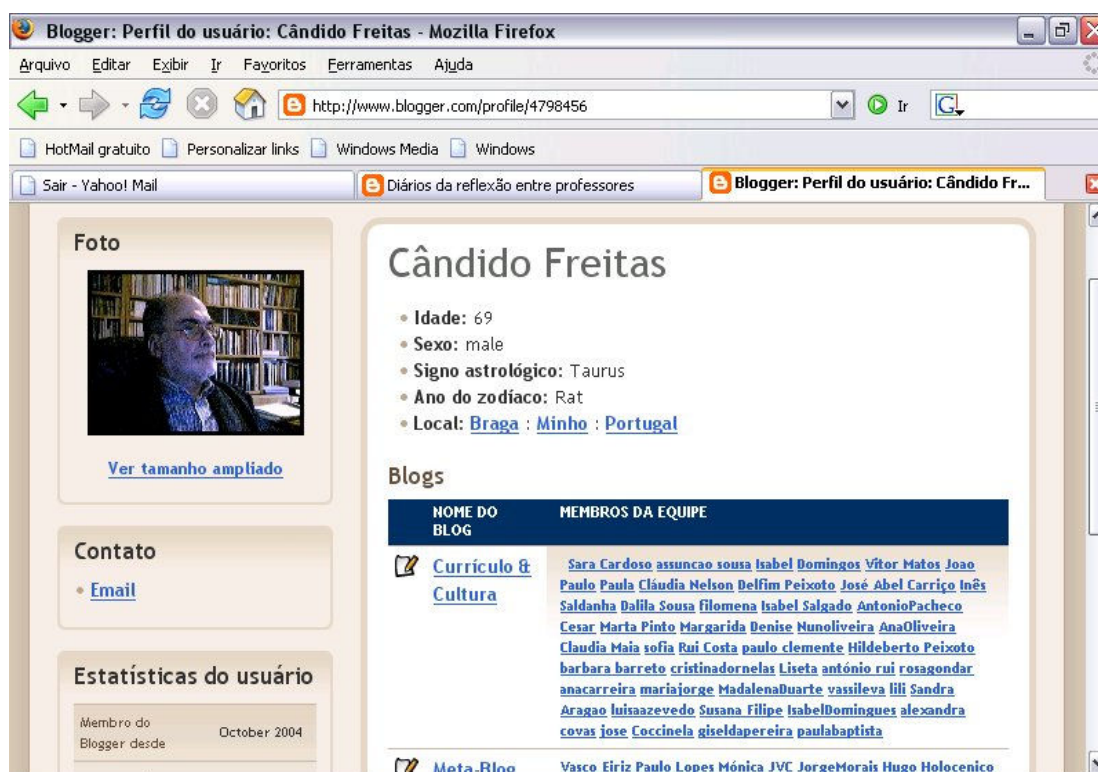 Blogger: Perfil do usuário: Cândido Freitas - Mozilla Firefox
Arquivo Editar Exibir Ir Favoritos Ferramentas Ajuda
http://www.blogger.com/profile/4798456 Ir G
HotMail gratuito Personalizar links Windows Media Windows
Sair - Yahoo! Mail Diários da reflexão entre professores Blogger: Perfil do usuário: Cândido Fr...
Foto
Ver tamanho ampliado
Contato
Email
Estatísticas do usuário
Membro do
Blogger desde October 2004
Cândido Freitas
Idade: 69
Sexo: male
Signo astrológico: Taurus
Ano do zodíaco: Rat
Local: Braga : Minho : Portugal
Blogs
NOME DO BLOG MEMBROS DA EQUIPE
Currículo &
Cultura
Sara Cardoso assuncao sousa Isabel Domingos Vitor Matos Joao
Paulo Paula Cláudia Nelson Delfim Peixoto José Abel Carriço Inês
Saldanha Dalila Sousa filomena Isabel Salgado AntonioPacheco
Cesar Marta Pinto Margarida Denise Nunoliveira AnaOliveira
Claudia Maia sofia Rui Costa paulo clemente Hildeberto Peixoto
barbara barreto cristinadornelas Liseta antónio rui rosagondar
anacarreira mariajorge MadalenaDuarte vassileva lili Sandra
Aragao luisaazevedo Susana Filipe IsabelDomingues alexandra
covas jose Coccinela giseldapereira paulabaptista
Meta-Blog Vasco Eiriz Paulo Lopes Mónica JVC JorgeMorais Hugo Holocenico